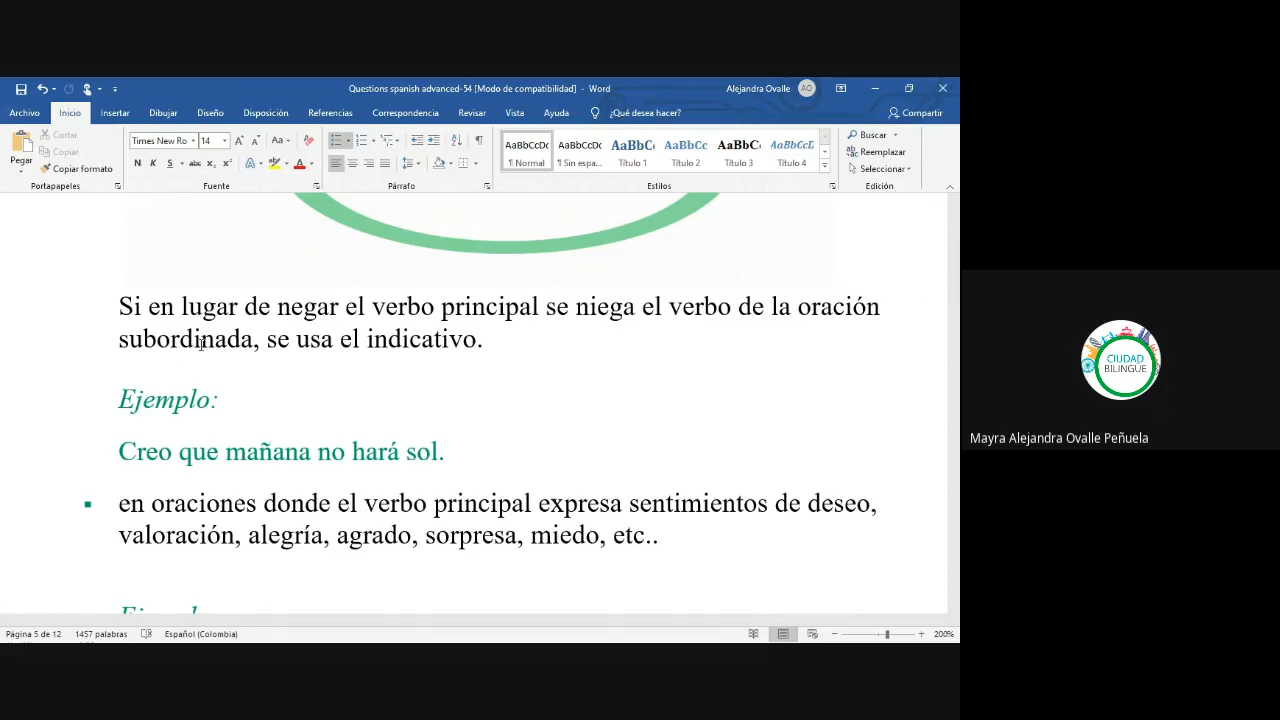 Questions spanish advanced-54 [Modo de compatibilidad] - Word
Alejandra Ovalle
AO
Archivo Inicio Insertar Dibujar Diseño Disposición Referencias Correspondencia Revisar Vista Ayuda ¿Qué desea hacer? Compartir
Pegar
Cortar
Copiar
Copiar formato
Portapapeles
Times New Ro 14
N K S abc x₂ x²
Fuente
Párrafo
AaBbCcDc AaBbCcDc AaBbC AaBbCc AaBbC AaBbCcD
¶ Normal ¶ Sin espa... Título 1 Título 2 Título 3 Título 4
Estilos
Buscar
Reemplazar
Seleccionar
Edición
Si en lugar de negar el verbo principal se niega el verbo de la oración
subordinada, se usa el indicativo.
Ejemplo:
Creo que mañana no hará sol.
▪ en oraciones donde el verbo principal expresa sentimientos de deseo,
valoración, alegría, agrado, sorpresa, miedo, etc..
Página 5 de 12 1457 palabras Español (Colombia) 200%
CIUDAD
BILINGÜE
Mayra Alejandra Ovalle Peñuela